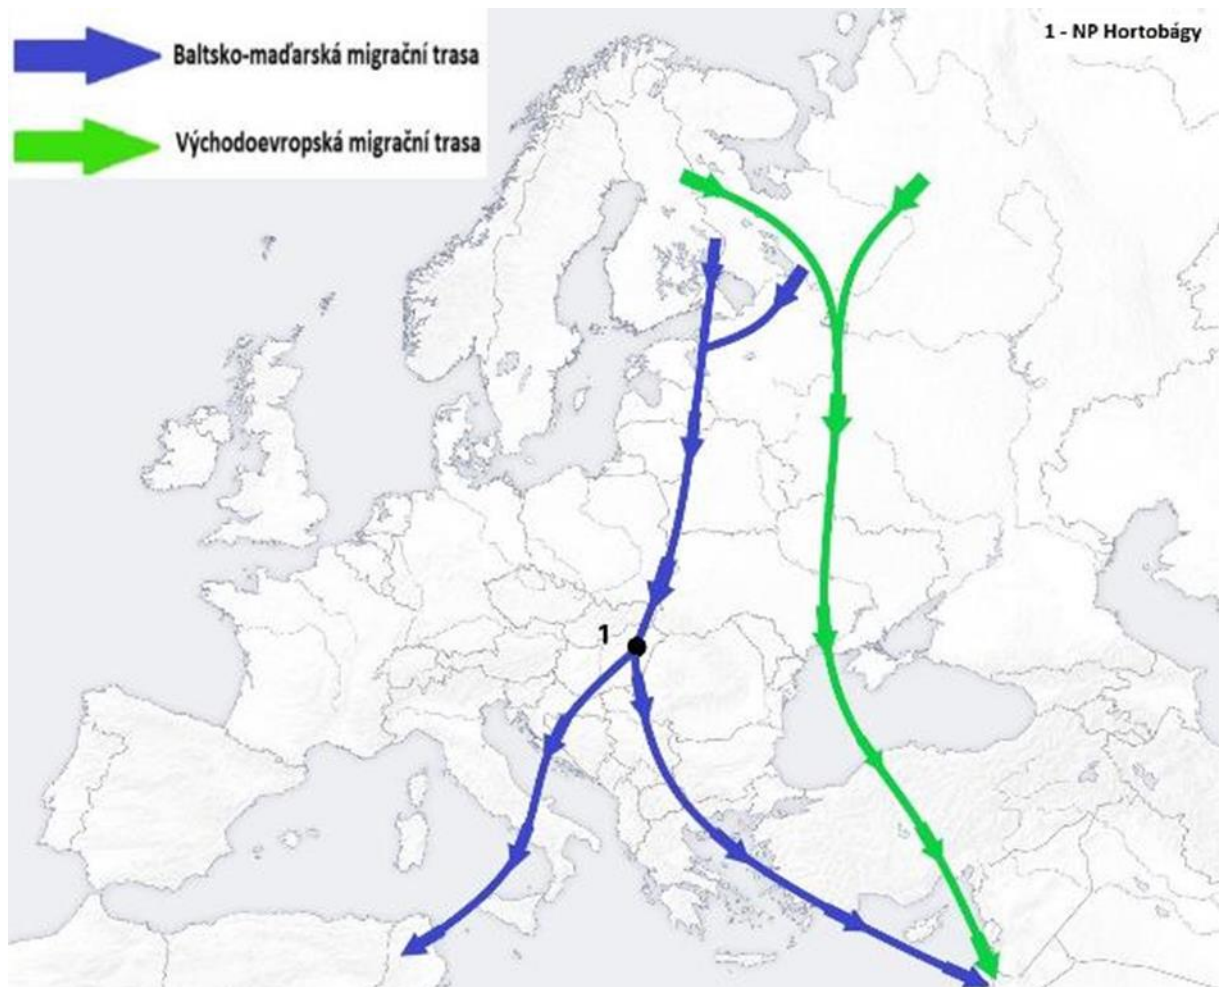 1 - NP Hortobágy
Baltsko-maďarská migrační trasa
Východoevropská migrační trasa
1